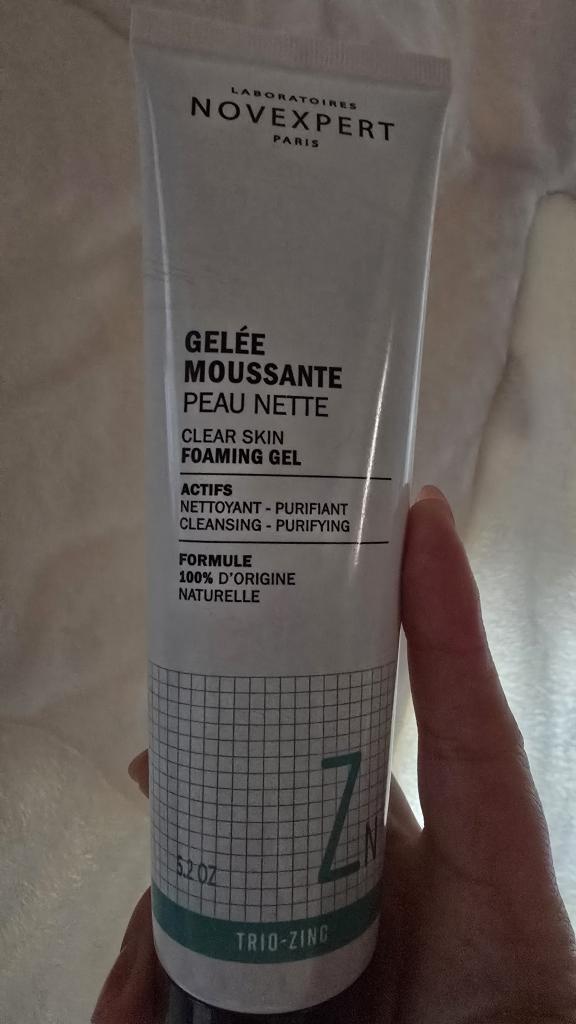 LABORATOIRES
NOVEXPERT
PARIS
GELÉE
MOUSSANTE
PEAU NETTE
CLEAR SKIN
FOAMING GEL
ACTIFS
NETTOYANT - PURIFIANT
CLEANSING - PURIFYING
FORMULE
100% D'ORIGINE
NATURELLE
ZN
5.2 OZ
TRIO-ZINC